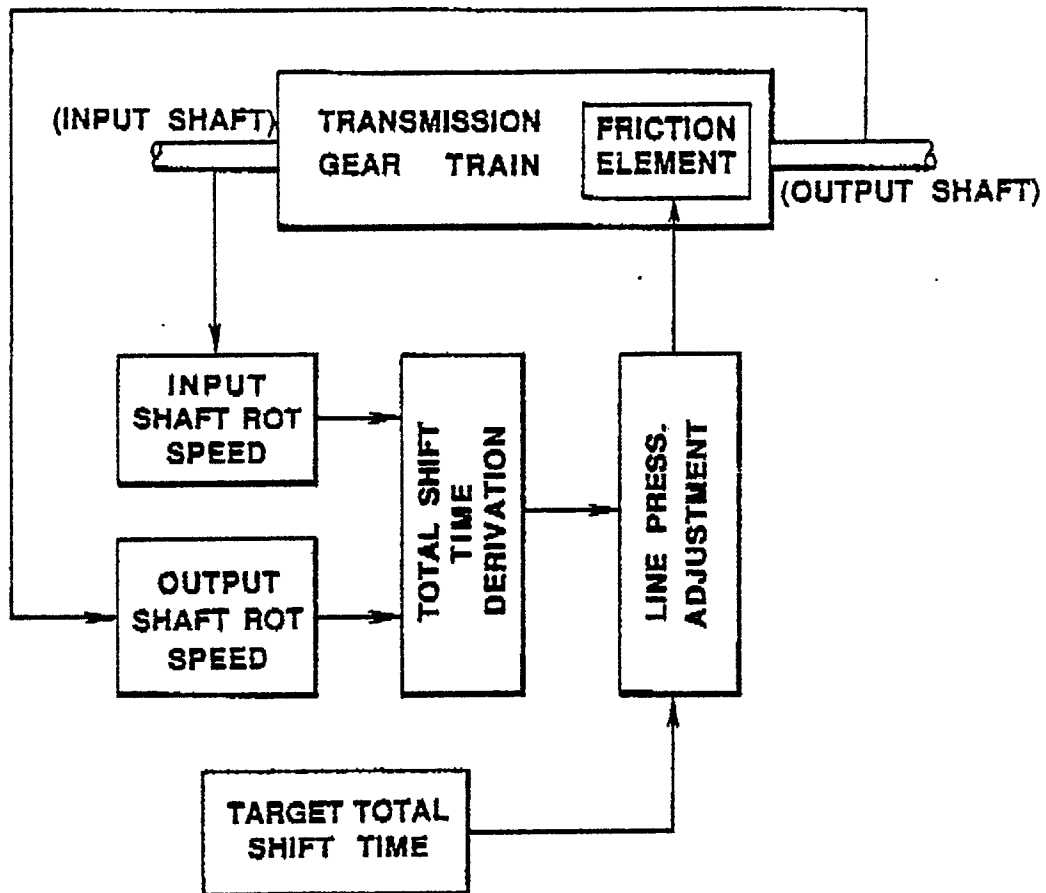 (INPUT SHAFT)
TRANSMISSION
GEAR TRAIN
FRICTION
ELEMENT
(OUTPUT SHAFT)
INPUT
SHAFT ROT
SPEED
OUTPUT
SHAFT ROT
SPEED
TOTAL SHIFT
TIME
DERIVATION
LINE PRESS.
ADJUSTMENT
TARGET TOTAL
SHIFT TIME